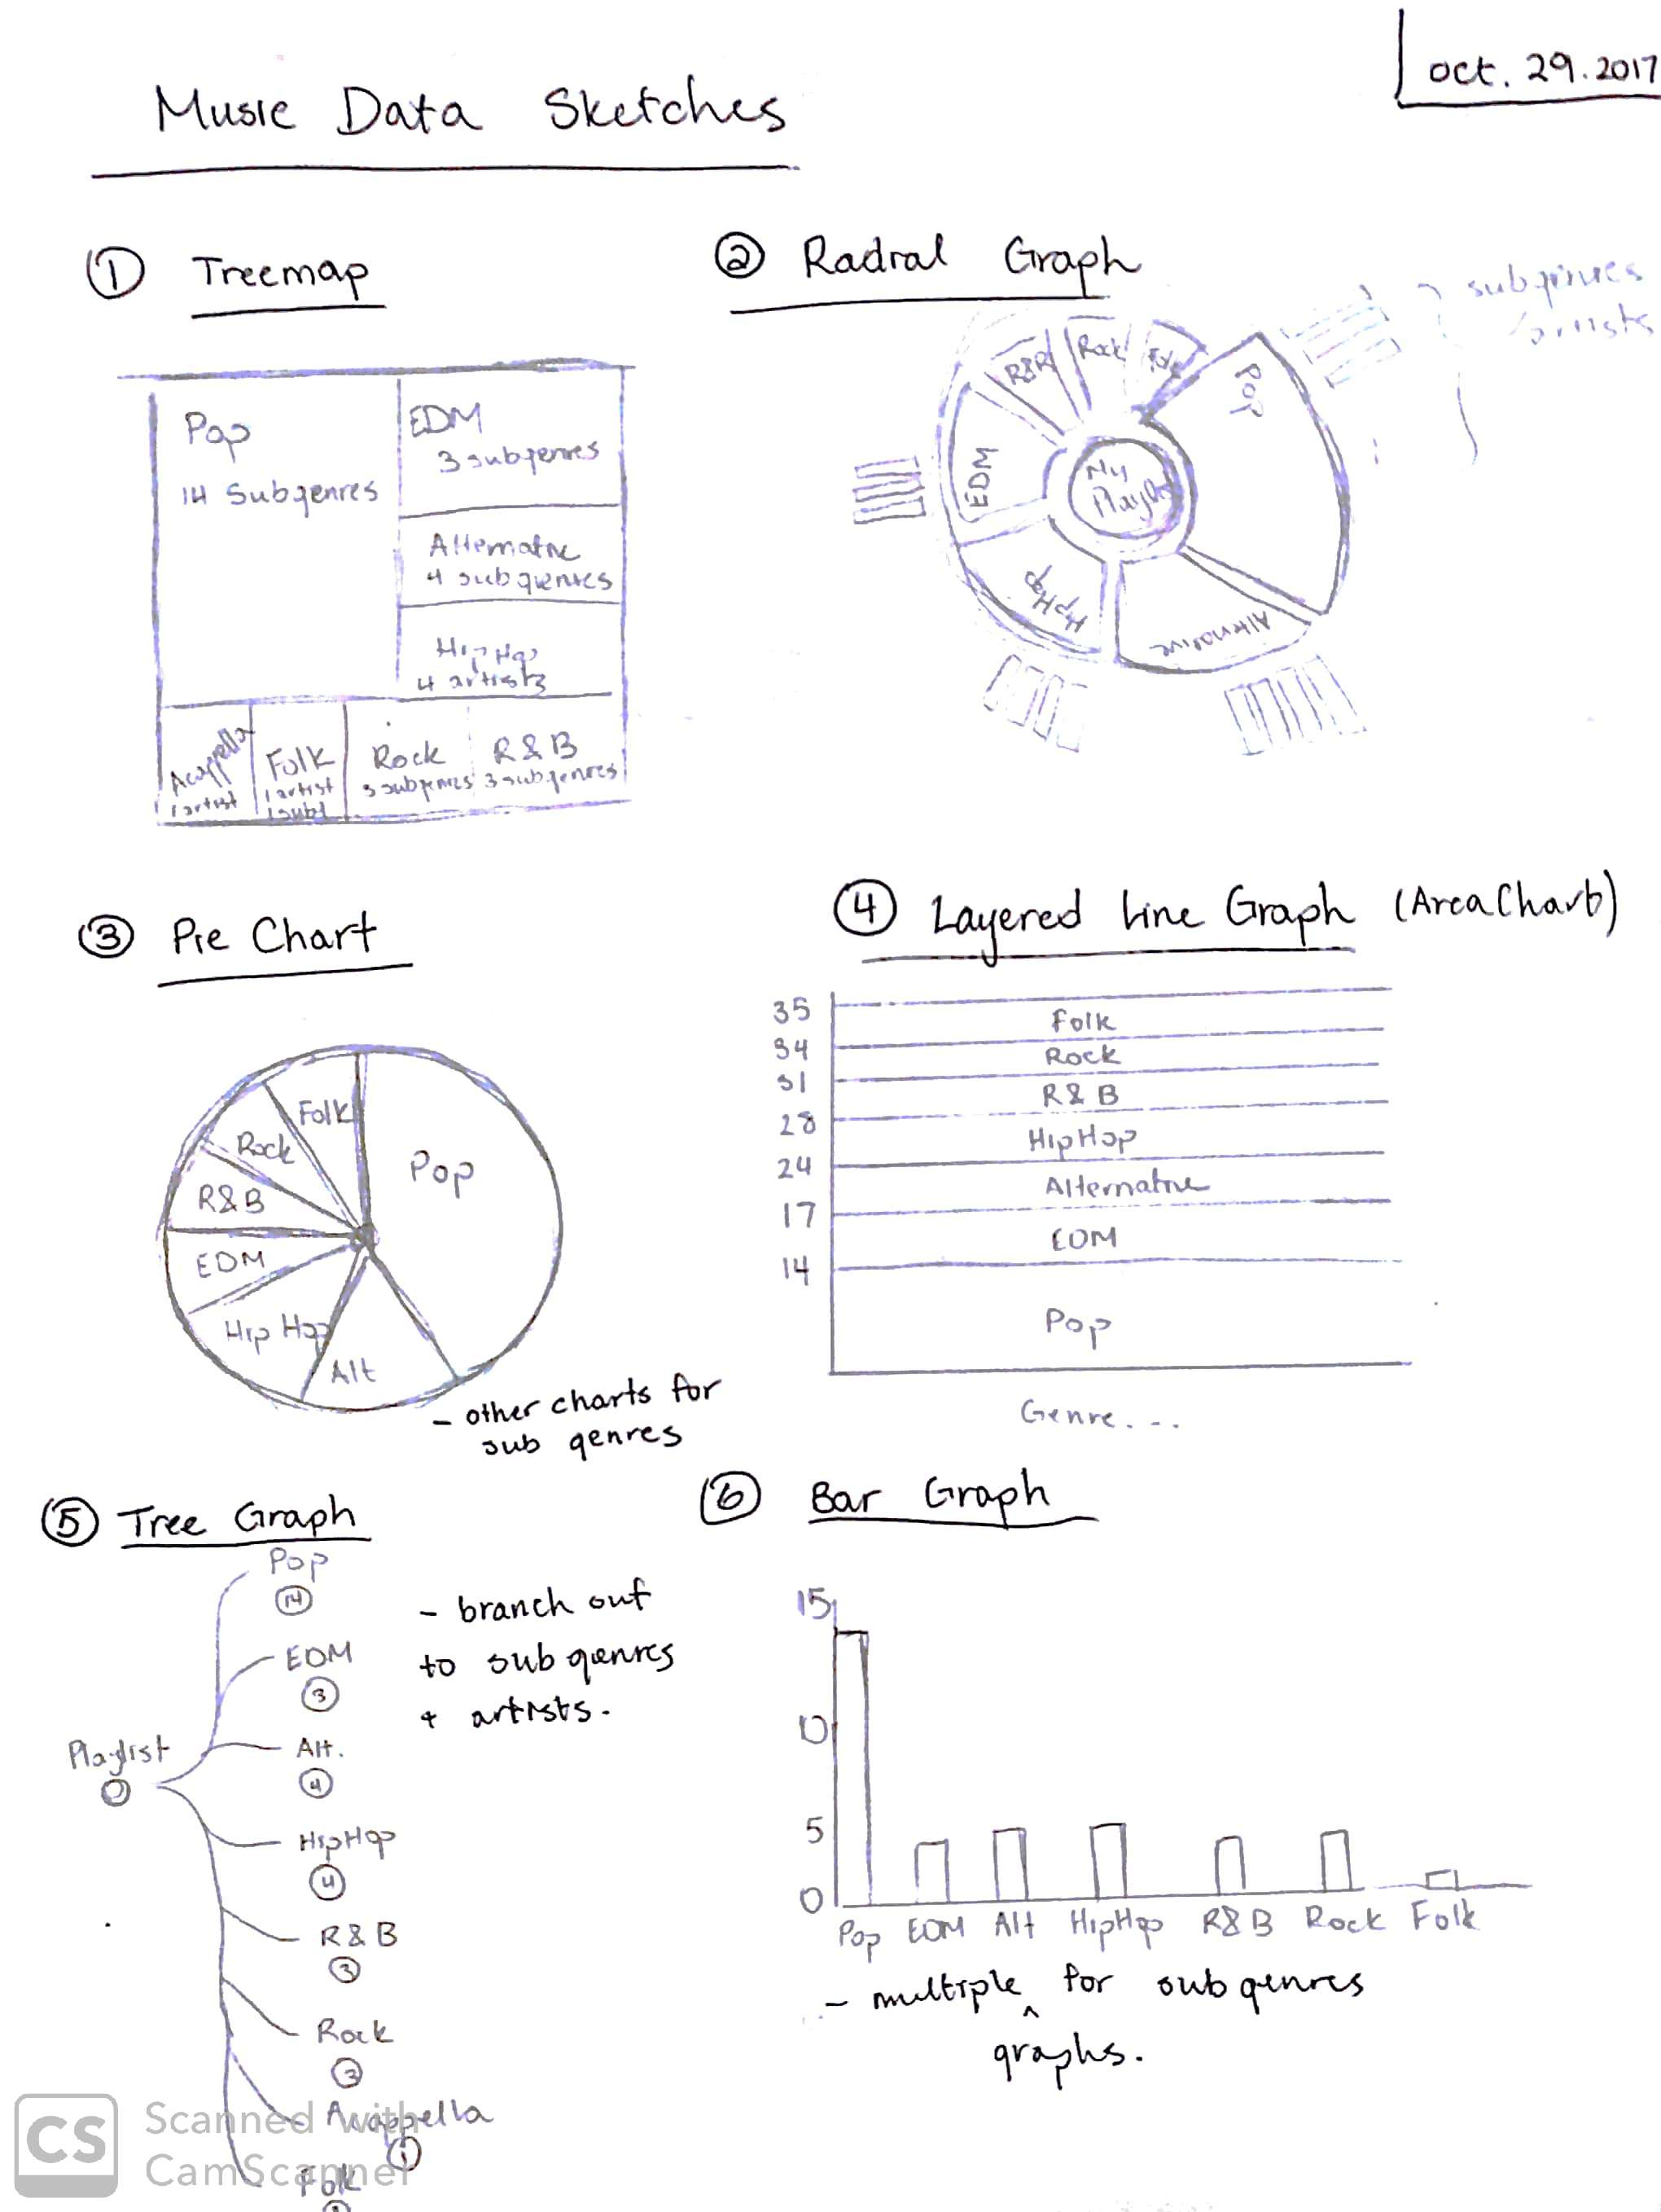 oct. 29. 2017
Music Data Sketches
① Treemap
Pop
14 Subgenres
EDM
3 subgenres
Alternative
4 subgenres
Hip Hop
4 artists
Acappella
1 artist
Folk
1 artist
1 sub
Rock
3 subgenres
R&B
3 subgenres
② Radial Graph
subgenres
artists
R&B
Rock
Folk
Pop
EDM
My
Playlist
Hip Hop
Alternative
③ Pie Chart
Folk
Rock
Pop
R&B
EDM
Hip Hop
Alt
- other charts for
sub genres
④ Layered Line Graph (Area Chart)
35
Folk
34
Rock
31
R&B
28
HipHop
24
Alternative
17
EDM
14
Pop
Genre...
⑤ Tree Graph
Pop
14
EDM
3
Alt.
4
Playlist
HipHop
4
R&B
3
Rock
3
Acappella
1
Folk
- branch out
to sub genres
+ artists.
⑥ Bar Graph
15
10
5
0
Pop EDM Alt HipHop R&B Rock Folk
- multiple ^ for sub genres
graphs.
CS
Scanned with
CamScanner